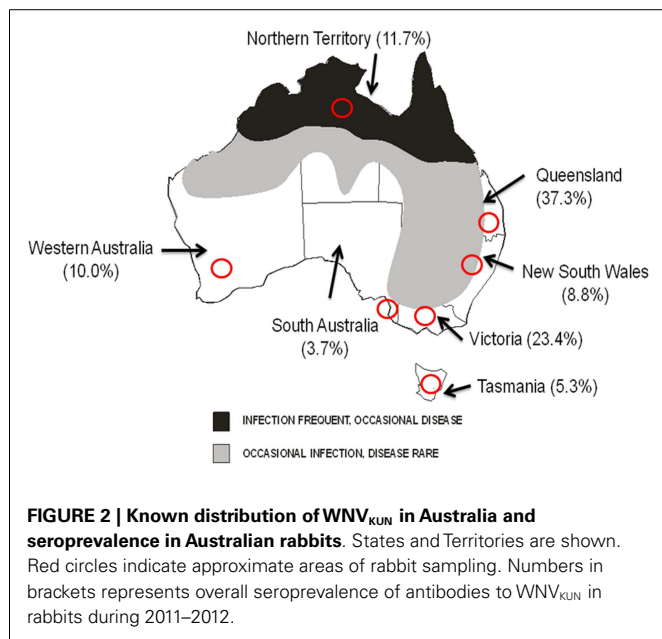 Northern Territory (11.7%)
Queensland
(37.3%)
Western Australia
(10.0%)
New South Wales
(8.8%)
South Australia
(3.7%)
Victoria (23.4%)
Tasmania (5.3%)
INFECTION FREQUENT, OCCASIONAL DISEASE
OCCASIONAL INFECTION, DISEASE RARE
FIGURE 2 | Known distribution of WNVKUN in Australia and
seroprevalence in Australian rabbits. States and Territories are shown.
Red circles indicate approximate areas of rabbit sampling. Numbers in
brackets represents overall seroprevalence of antibodies to WNVKUN in
rabbits during 2011–2012.